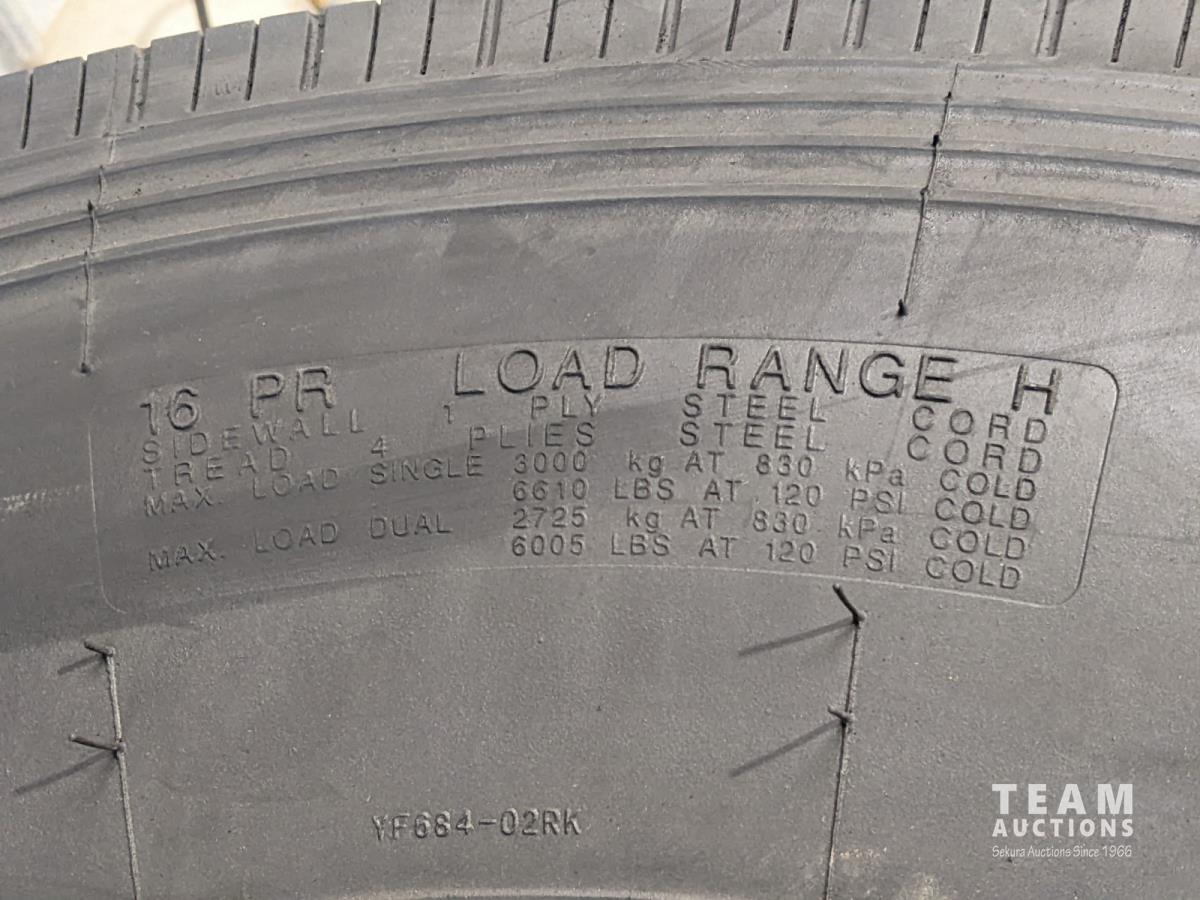 16 PR LOAD RANGE H
SIDEWALL 1 PLY STEEL CORD
TREAD 4 PLIES STEEL CORD
MAX. LOAD SINGLE 3000 kg AT 830 kPa COLD
6610 LBS AT 120 PSI COLD
MAX. LOAD DUAL 2725 kg AT 830 kPa COLD
6005 LBS AT 120 PSI COLD
YF684-02RK
TEAM
AUCTIONS
Sekura Auctions Since 1966